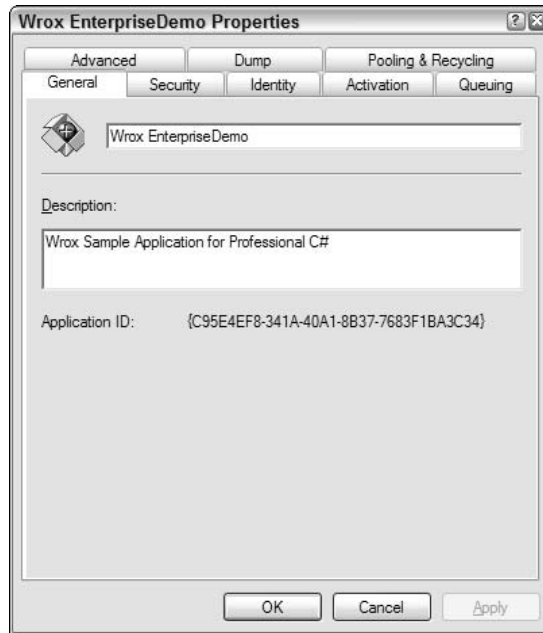 Wrox EnterpriseDemo Properties
Advanced Dump Pooling & Recycling
General Security Identity Activation Queuing
Wrox EnterpriseDemo
Description:
Wrox Sample Application for Professional C#
Application ID: {C95E4EF8-341A-40A1-8B37-7683F1BA3C34}
OK Cancel Apply